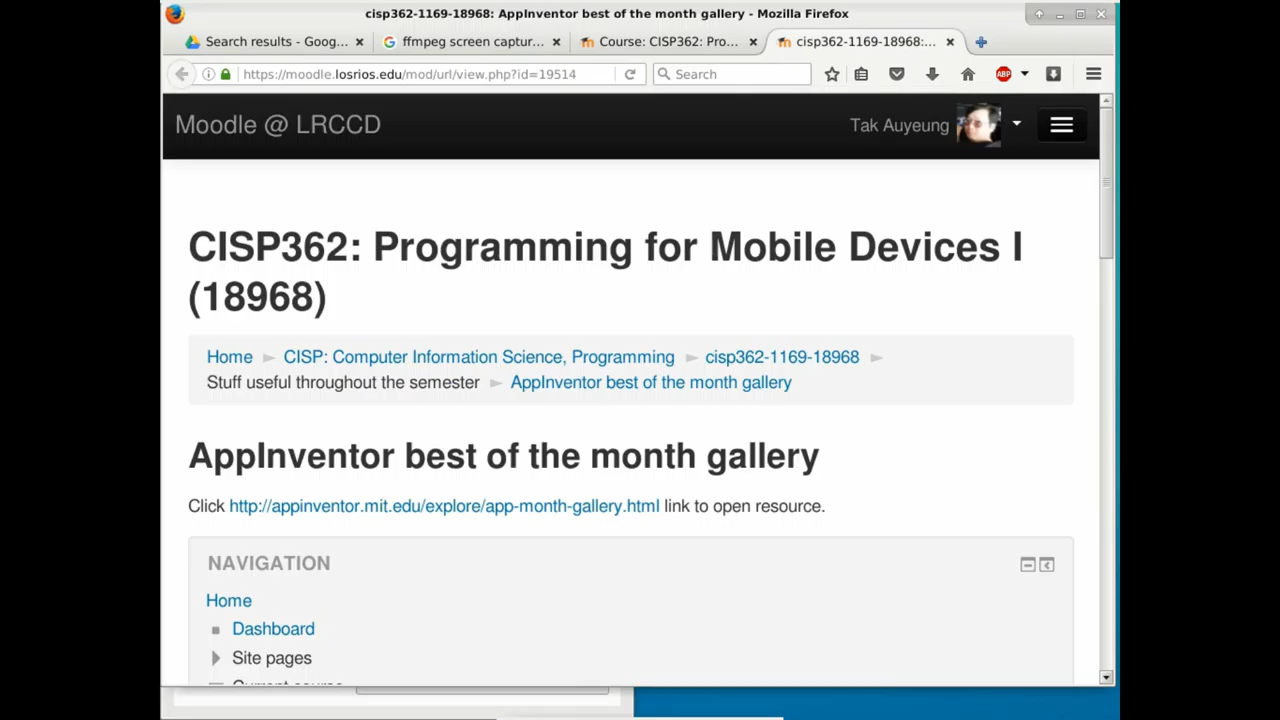 cisp362-1169-18968: AppInventor best of the month gallery - Mozilla Firefox
Search results - Goog...
ffmpeg screen captur...
Course: CISP362: Pro...
cisp362-1169-18968:...
https://moodle.losrios.edu/mod/url/view.php?id=19514
Search
ABP
Moodle @ LRCCD
Tak Auyeung
CISP362: Programming for Mobile Devices I
(18968)
Home ► CISP: Computer Information Science, Programming ► cisp362-1169-18968 ►
Stuff useful throughout the semester ► AppInventor best of the month gallery
AppInventor best of the month gallery
Click http://appinventor.mit.edu/explore/app-month-gallery.html link to open resource.
NAVIGATION
Home
Dashboard
Site pages
Current course